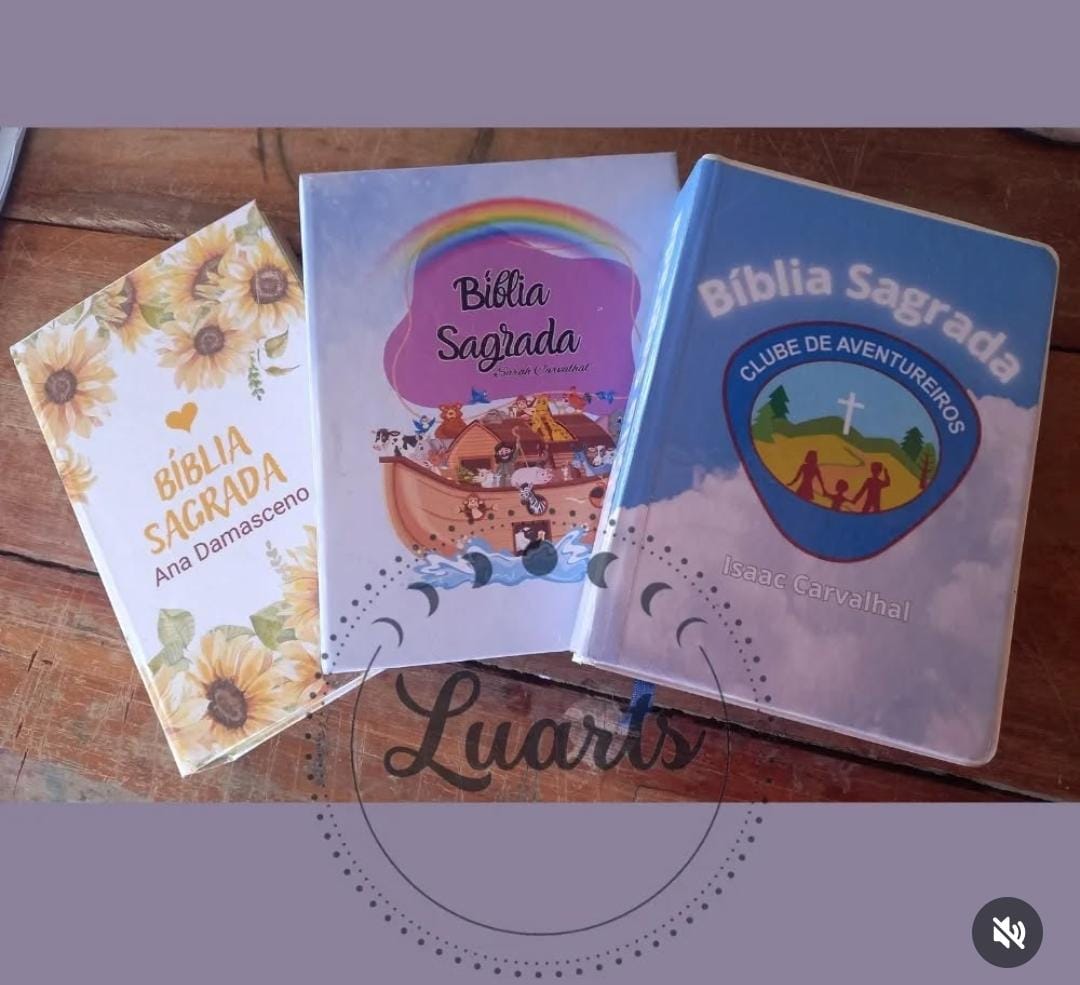 BÍBLIA
SAGRADA
Ana Damasceno
Bíblia
Sagrada
Sarah Carvalhal
Bíblia Sagrada
CLUBE DE AVENTUREIROS
Isaac Carvalhal
Luarts